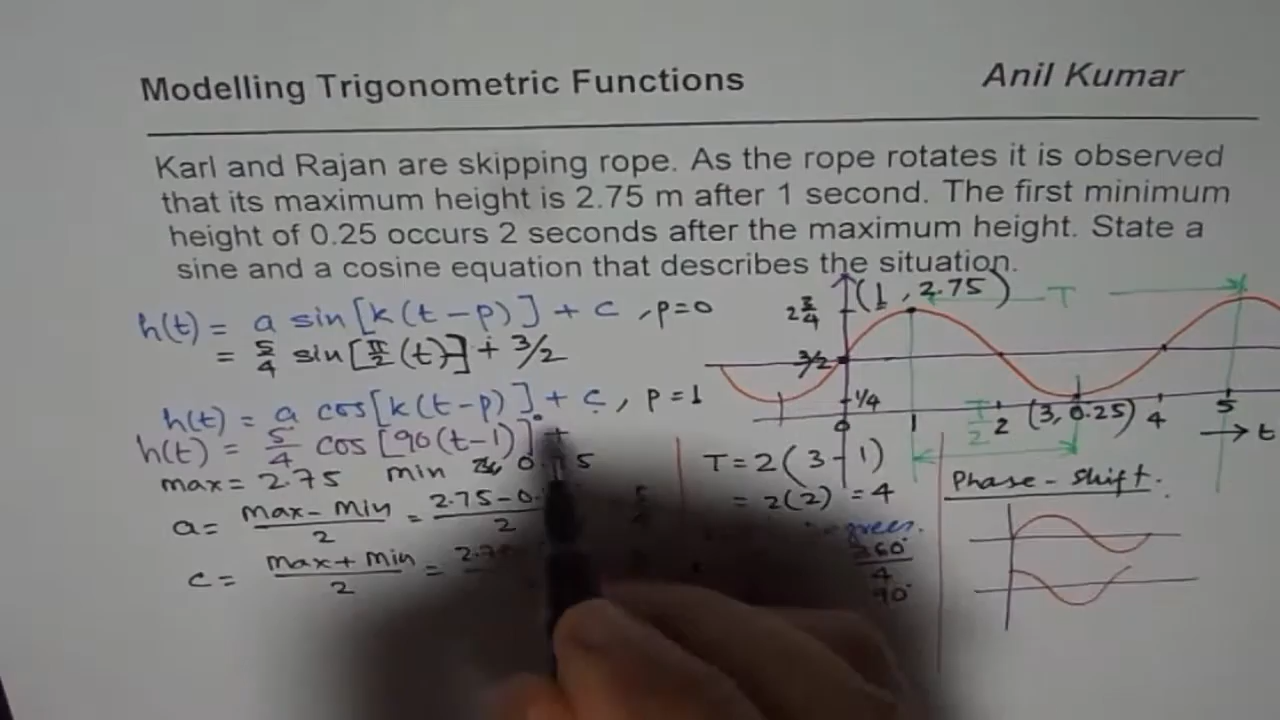 Modelling Trigonometric Functions Anil Kumar
Karl and Rajan are skipping rope. As the rope rotates it is observed
that its maximum height is 2.75 m after 1 second. The first minimum
height of 0.25 occurs 2 seconds after the maximum height. State a
sine and a cosine equation that describes the situation.
h(t) = a sin[k(t-p)] + c , p=0
= 5/4 sin[π/2(t)] + 3/2
h(t) = a cos[k(t-p)] + c , p=1
h(t) = 5/4 cos[90(t-1)] +
max = 2.75 min
a = max-min/2 = 2.75-0./2
c = max+min/2 =
(1, 2.75)
T
2 3/4
3/2
1/4
0 1 T/2 2 (3, 0.25) 4 5 → t
T = 2(3-1)
= 2(2) = 4
360°/4
90°
Phase-shift.